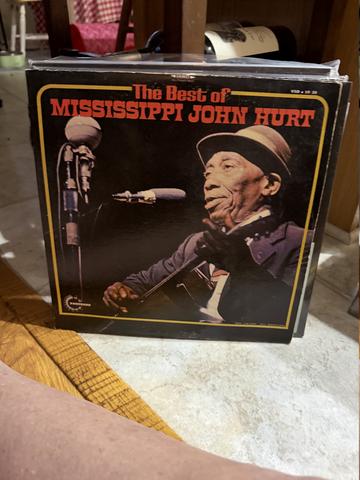 The Best of
MISSISSIPPI JOHN HURT